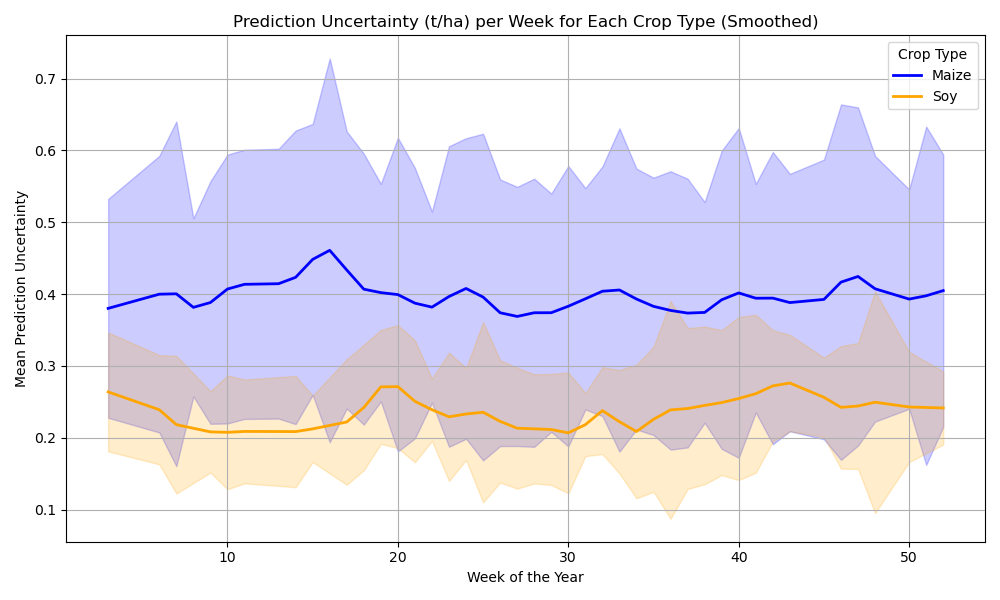 Prediction Uncertainty (t/ha) per Week for Each Crop Type (Smoothed)
Crop Type
Maize
Soy
Mean Prediction Uncertainty
0.7
0.6
0.5
0.4
0.3
0.2
0.1
10 20 30 40 50
Week of the Year